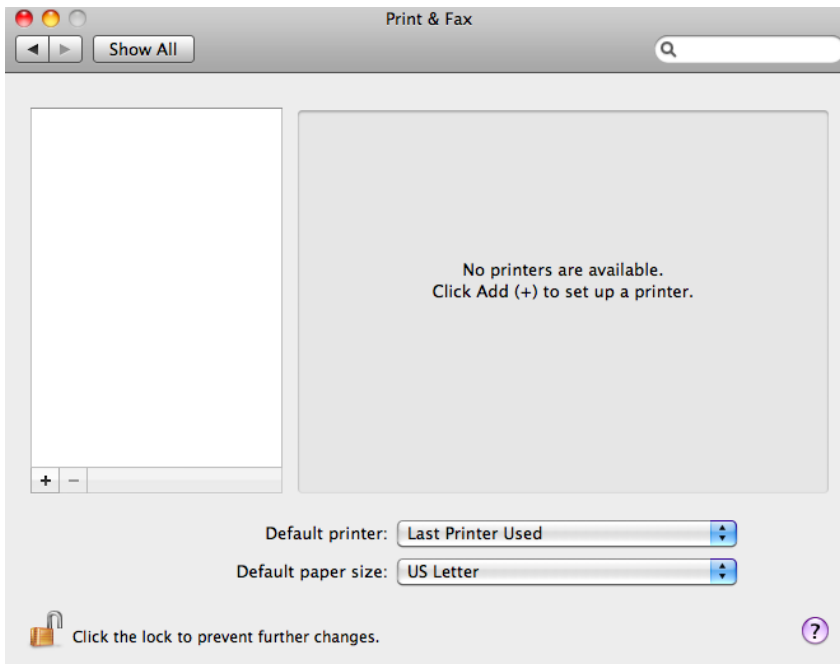 Print & Fax
Show All
No printers are available.
Click Add (+) to set up a printer.
+ −
Default printer: Last Printer Used
Default paper size: US Letter
Click the lock to prevent further changes.
?